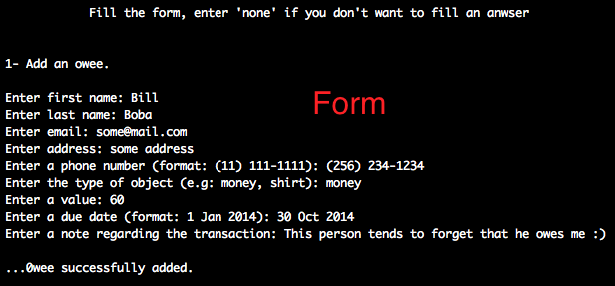 Fill the form, enter 'none' if you don't want to fill an anwser
1- Add an owee.
Form
Enter first name: Bill
Enter last name: Boba
Enter email: some@mail.com
Enter address: some address
Enter a phone number (format: (11) 111-1111): (256) 234-1234
Enter the type of object (e.g: money, shirt): money
Enter a value: 60
Enter a due date (format: 1 Jan 2014): 30 Oct 2014
Enter a note regarding the transaction: This person tends to forget that he owes me :)
...Owee successfully added.